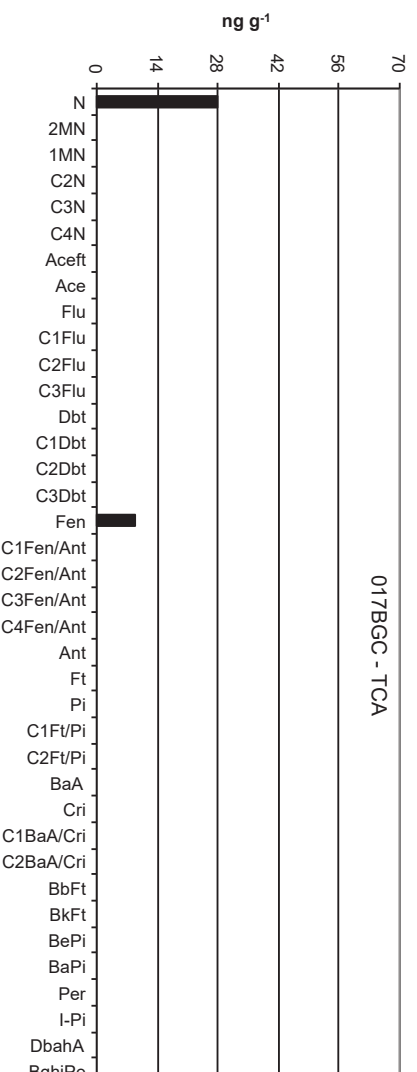 ng g-1
0 14 28 42 56 70
N
2MN
1MN
C2N
C3N
C4N
Aceft
Ace
Flu
C1Flu
C2Flu
C3Flu
Dbt
C1Dbt
C2Dbt
C3Dbt
Fen
C1Fen/Ant
C2Fen/Ant
C3Fen/Ant
C4Fen/Ant
Ant
Ft
Pi
C1Ft/Pi
C2Ft/Pi
BaA
Cri
C1BaA/Cri
C2BaA/Cri
BbFt
BkFt
BePi
BaPi
Per
I-Pi
DbahA
017BGC - TCA